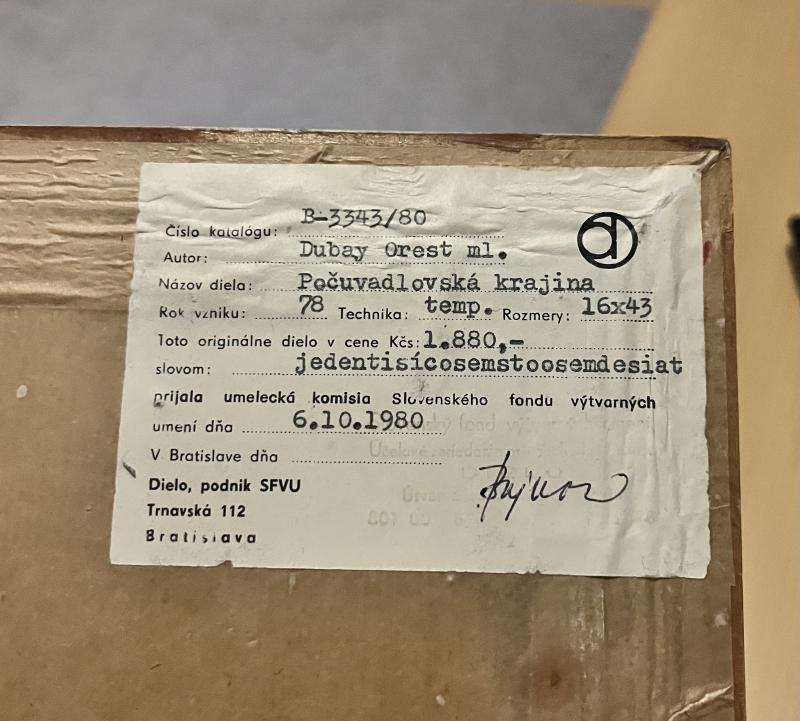 Číslo katalógu: B-3343/80
Autor: Dubay Orest ml.
Názov diela: Počuvadlovská krajina
Rok vzniku: 78 Technika: temp. Rozmery: 16x43
Toto originálne dielo v cene Kčs: 1.880,-
slovom: jedentisícosemstoosemdesiat
prijala umelecká komisia Slovenského fondu výtvarných
umení dňa 6.10.1980
V Bratislave dňa
Dielo, podnik SFVU
Trnavská 112
Bratislava